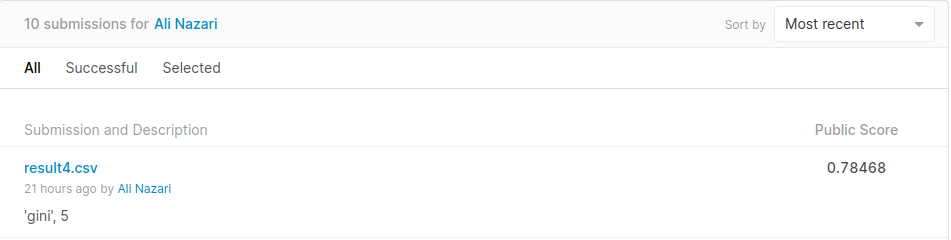 10 submissions for Ali Nazari
Sort by Most recent
All Successful Selected
Submission and Description Public Score
result4.csv 0.78468
21 hours ago by Ali Nazari
'gini', 5